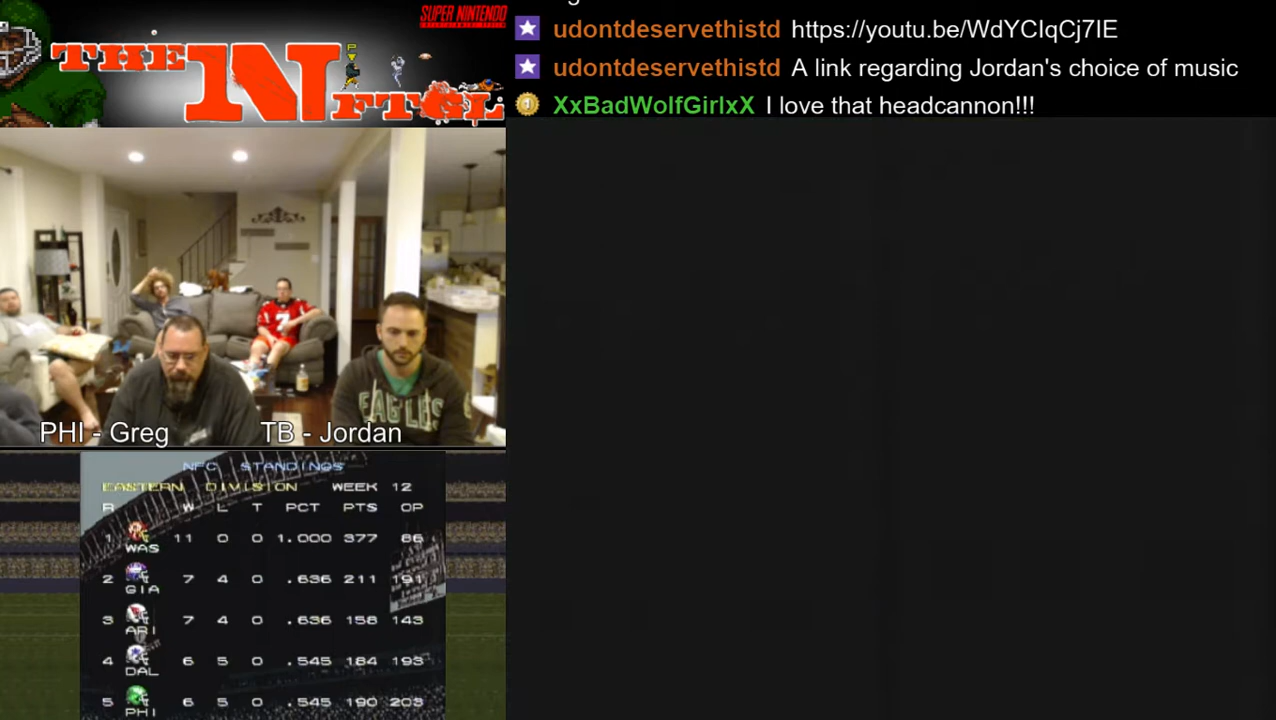 SUPER NINTENDO
THE NFTGL
udontdeservethistd https://youtu.be/WdYCIqCj7IE
udontdeservethistd A link regarding Jordan's choice of music
XxBadWolfGirlxX I love that headcannon!!!
7
EAGLES
PHI - Greg TB - Jordan
NFC STANDINGS
EASTERN DIVISION WEEK 12
R W L T PCT PTS OP
1 WAS 11 0 0 1.000 377 86
2 GIA 7 4 0 .636 211 191
3 ARI 7 4 0 .636 158 143
4 DAL 6 5 0 .545 184 193
5 PHI 6 5 0 .545 190 203